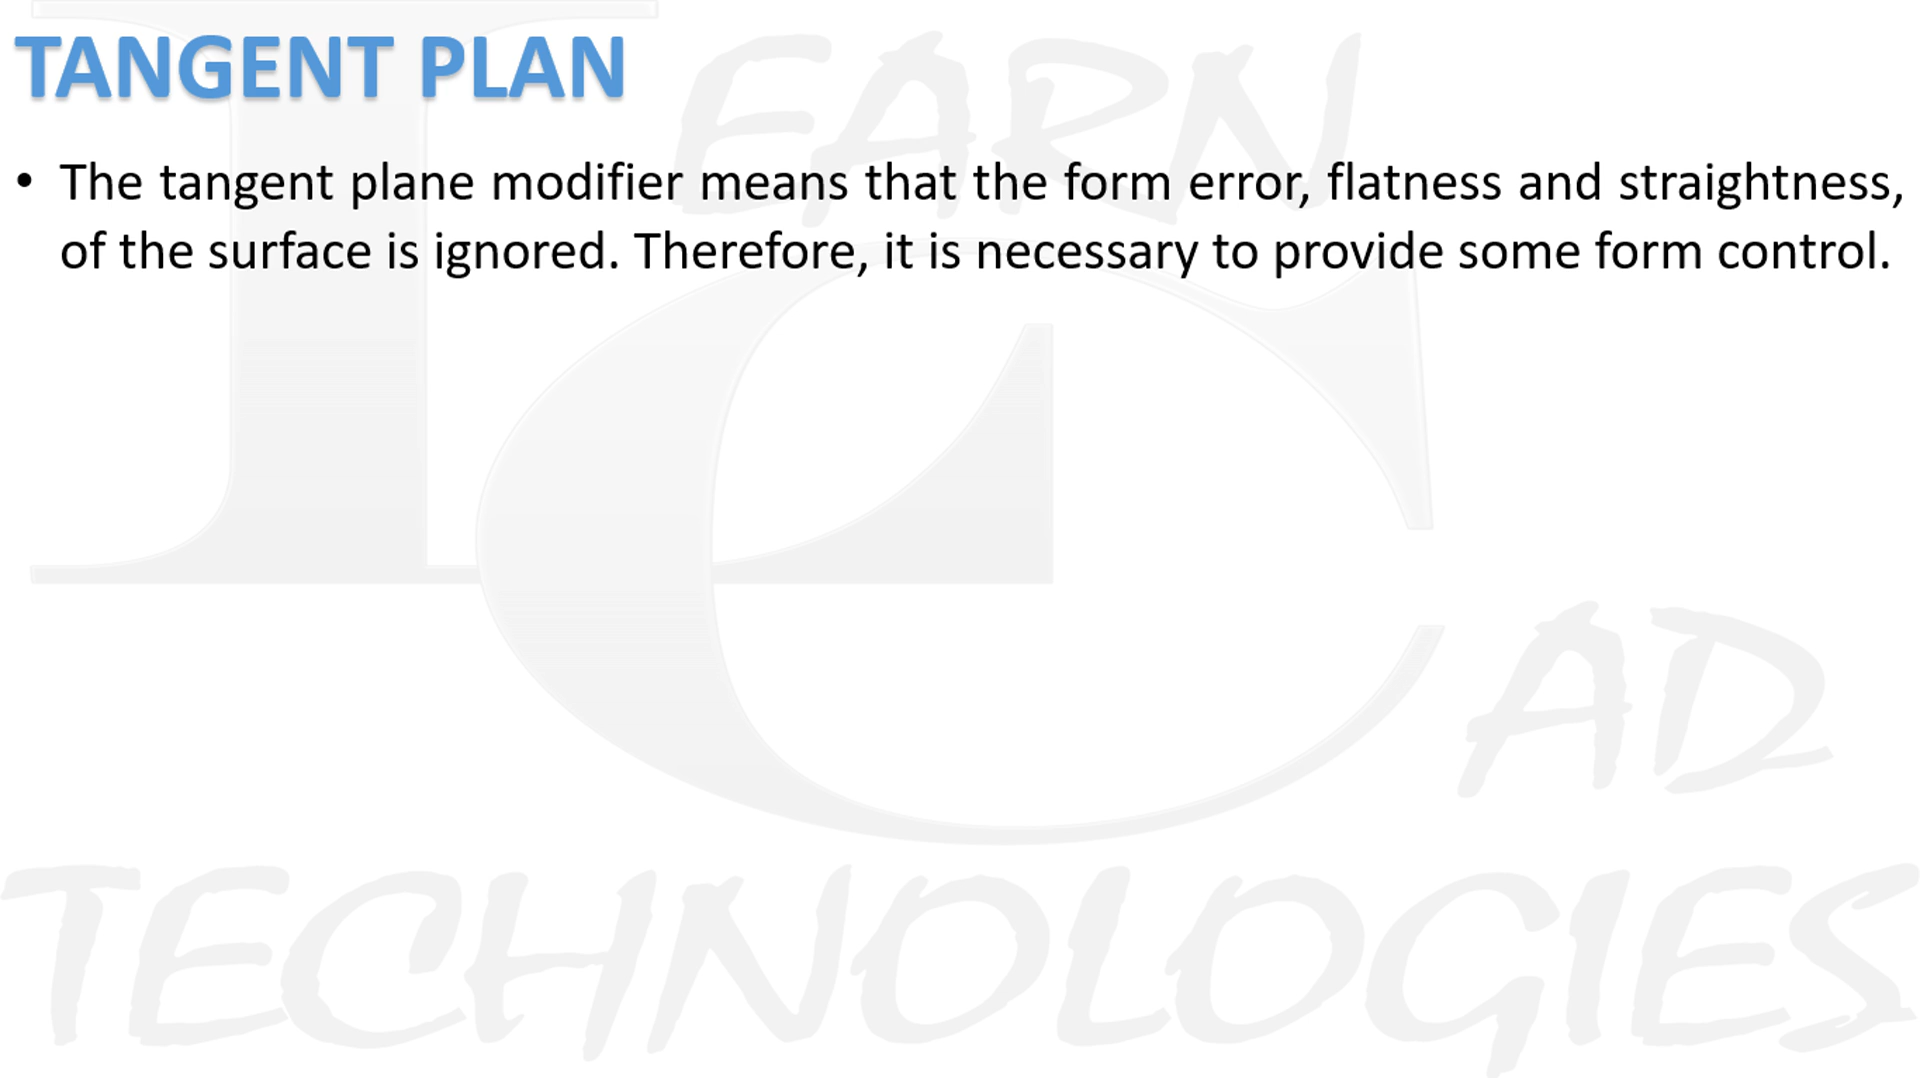 TANGENT PLAN
• The tangent plane modifier means that the form error, flatness and straightness,
of the surface is ignored. Therefore, it is necessary to provide some form control.
LEARN
CAD
TECHNOLOGIES